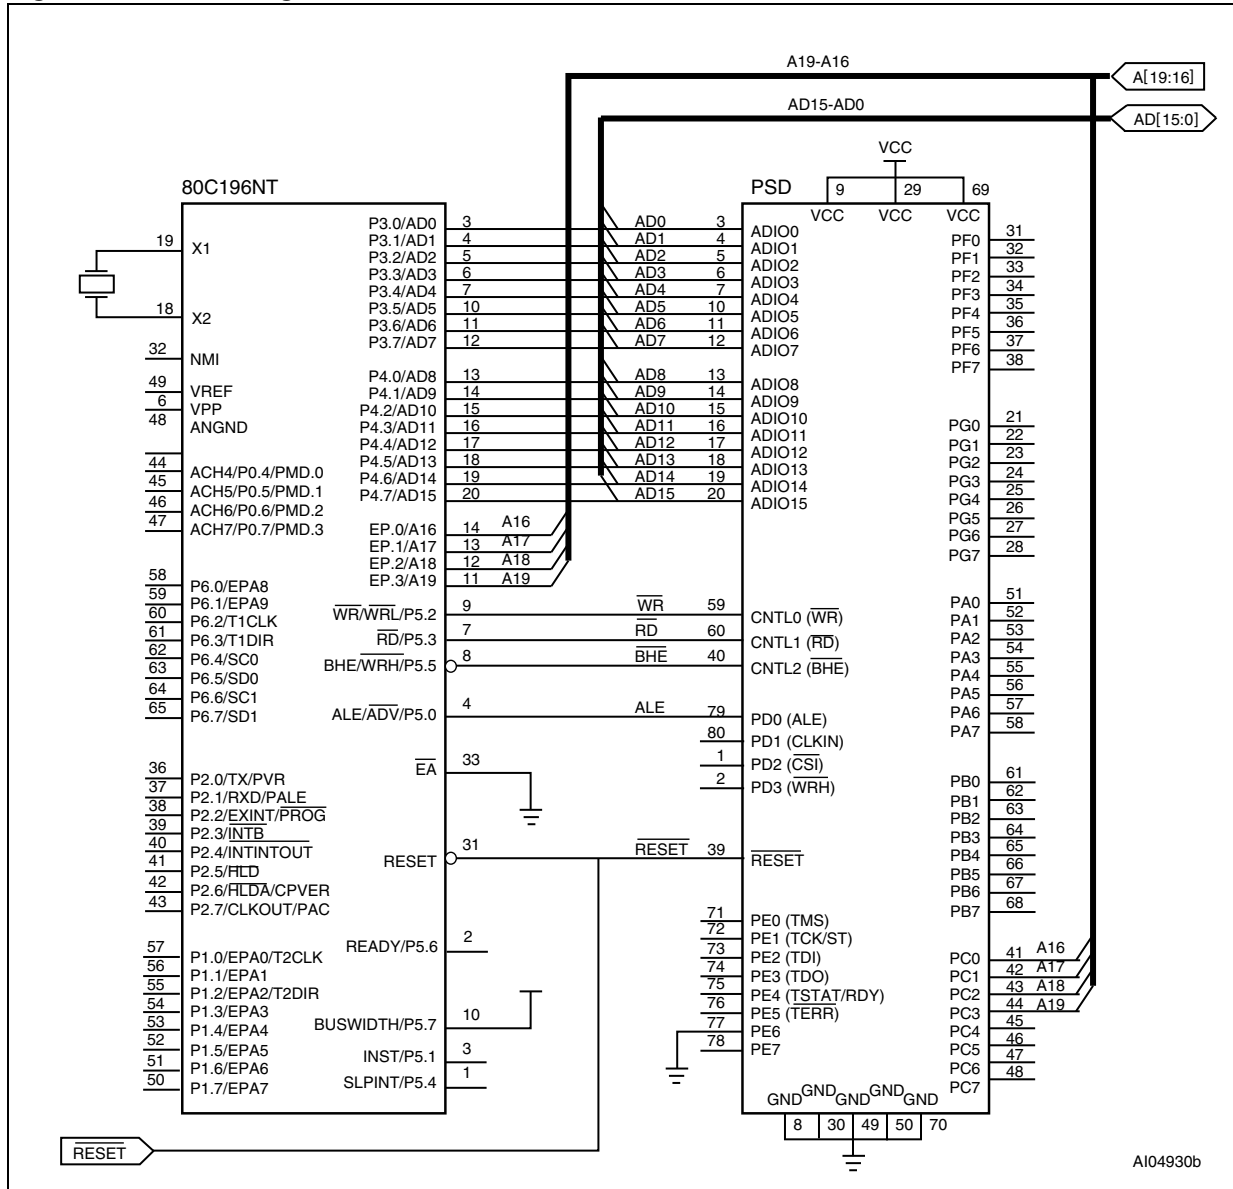 A19-A16
A[19:16]
AD15-AD0
AD[15:0]
VCC
80C196NT
PSD
9
29
69
VCC
VCC
VCC
19
X1
18
X2
32
NMI
49
VREF
6
VPP
48
ANGND
44
ACH4/P0.4/PMD.0
45
ACH5/P0.5/PMD.1
46
ACH6/P0.6/PMD.2
47
ACH7/P0.7/PMD.3
58
P6.0/EPA8
59
P6.1/EPA9
60
P6.2/T1CLK
61
P6.3/T1DIR
62
P6.4/SC0
63
P6.5/SD0
64
P6.6/SC1
65
P6.7/SD1
36
P2.0/TX/PVR
37
P2.1/RXD/PALE
38
P2.2/EXINT/PROG
39
P2.3/INTB
40
P2.4/INTINTOUT
41
P2.5/HLD
42
P2.6/HLDA/CPVER
43
P2.7/CLKOUT/PAC
57
P1.0/EPA0/T2CLK
56
P1.1/EPA1
55
P1.2/EPA2/T2DIR
54
P1.3/EPA3
53
P1.4/EPA4
52
P1.5/EPA5
51
P1.6/EPA6
50
P1.7/EPA7
P3.0/AD0 3 AD0 3 ADIO0
P3.1/AD1 4 AD1 4 ADIO1
P3.2/AD2 5 AD2 5 ADIO2
P3.3/AD3 6 AD3 6 ADIO3
P3.4/AD4 7 AD4 7 ADIO4
P3.5/AD5 10 AD5 10 ADIO5
P3.6/AD6 11 AD6 11 ADIO6
P3.7/AD7 12 AD7 12 ADIO7
P4.0/AD8 13 AD8 13 ADIO8
P4.1/AD9 14 AD9 14 ADIO9
P4.2/AD10 15 AD10 15 ADIO10
P4.3/AD11 16 AD11 16 ADIO11
P4.4/AD12 17 AD12 17 ADIO12
P4.5/AD13 18 AD13 18 ADIO13
P4.6/AD14 19 AD14 19 ADIO14
P4.7/AD15 20 AD15 20 ADIO15
EP.0/A16 14 A16
EP.1/A17 13 A17
EP.2/A18 12 A18
EP.3/A19 11 A19
WR/WRL/P5.2 9 WR 59 CNTL0 (WR)
RD/P5.3 7 RD 60 CNTL1 (RD)
BHE/WRH/P5.5 8 BHE 40 CNTL2 (BHE)
ALE/ADV/P5.0 4 ALE 79 PD0 (ALE)
80 PD1 (CLKIN)
1 PD2 (CSI)
2 PD3 (WRH)
EA 33
RESET 31 RESET 39 RESET
READY/P5.6 2
BUSWIDTH/P5.7 10
INST/P5.1 3
SLPINT/P5.4 1
71 PE0 (TMS)
72 PE1 (TCK/ST)
73 PE2 (TDI)
74 PE3 (TDO)
75 PE4 (TSTAT/RDY)
76 PE5 (TERR)
77 PE6
78 PE7
PF0 31
PF1 32
PF2 33
PF3 34
PF4 35
PF5 36
PF6 37
PF7 38
PG0 21
PG1 22
PG2 23
PG3 24
PG4 25
PG5 26
PG6 27
PG7 28
PA0 51
PA1 52
PA2 53
PA3 54
PA4 55
PA5 56
PA6 57
PA7 58
PB0 61
PB1 62
PB2 63
PB3 64
PB4 65
PB5 66
PB6 67
PB7 68
PC0 41 A16
PC1 42 A17
PC2 43 A18
PC3 44 A19
PC4 45
PC5 46
PC6 47
PC7 48
GND GND GND GND GND
8 30 49 50 70
RESET
AI04930b